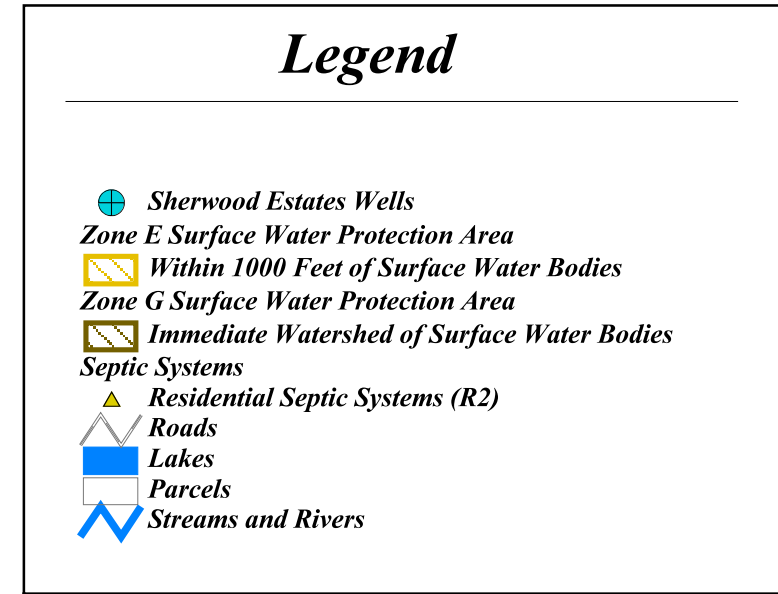 Legend
Sherwood Estates Wells
Zone E Surface Water Protection Area
Within 1000 Feet of Surface Water Bodies
Zone G Surface Water Protection Area
Immediate Watershed of Surface Water Bodies
Septic Systems
Residential Septic Systems (R2)
Roads
Lakes
Parcels
Streams and Rivers